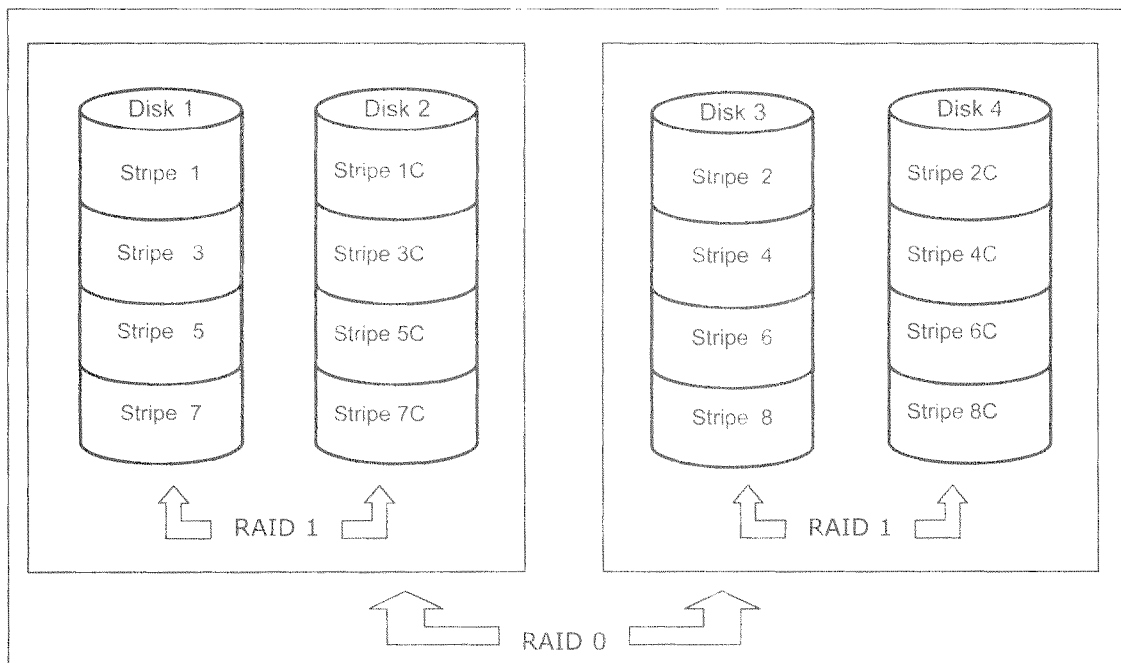 Disk 1 Disk 2 Disk 3 Disk 4
Stripe 1 Stripe 1C Stripe 2 Stripe 2C
Stripe 3 Stripe 3C Stripe 4 Stripe 4C
Stripe 5 Stripe 5C Stripe 6 Stripe 6C
Stripe 7 Stripe 7C Stripe 8 Stripe 8C
RAID 1 RAID 1
RAID 0